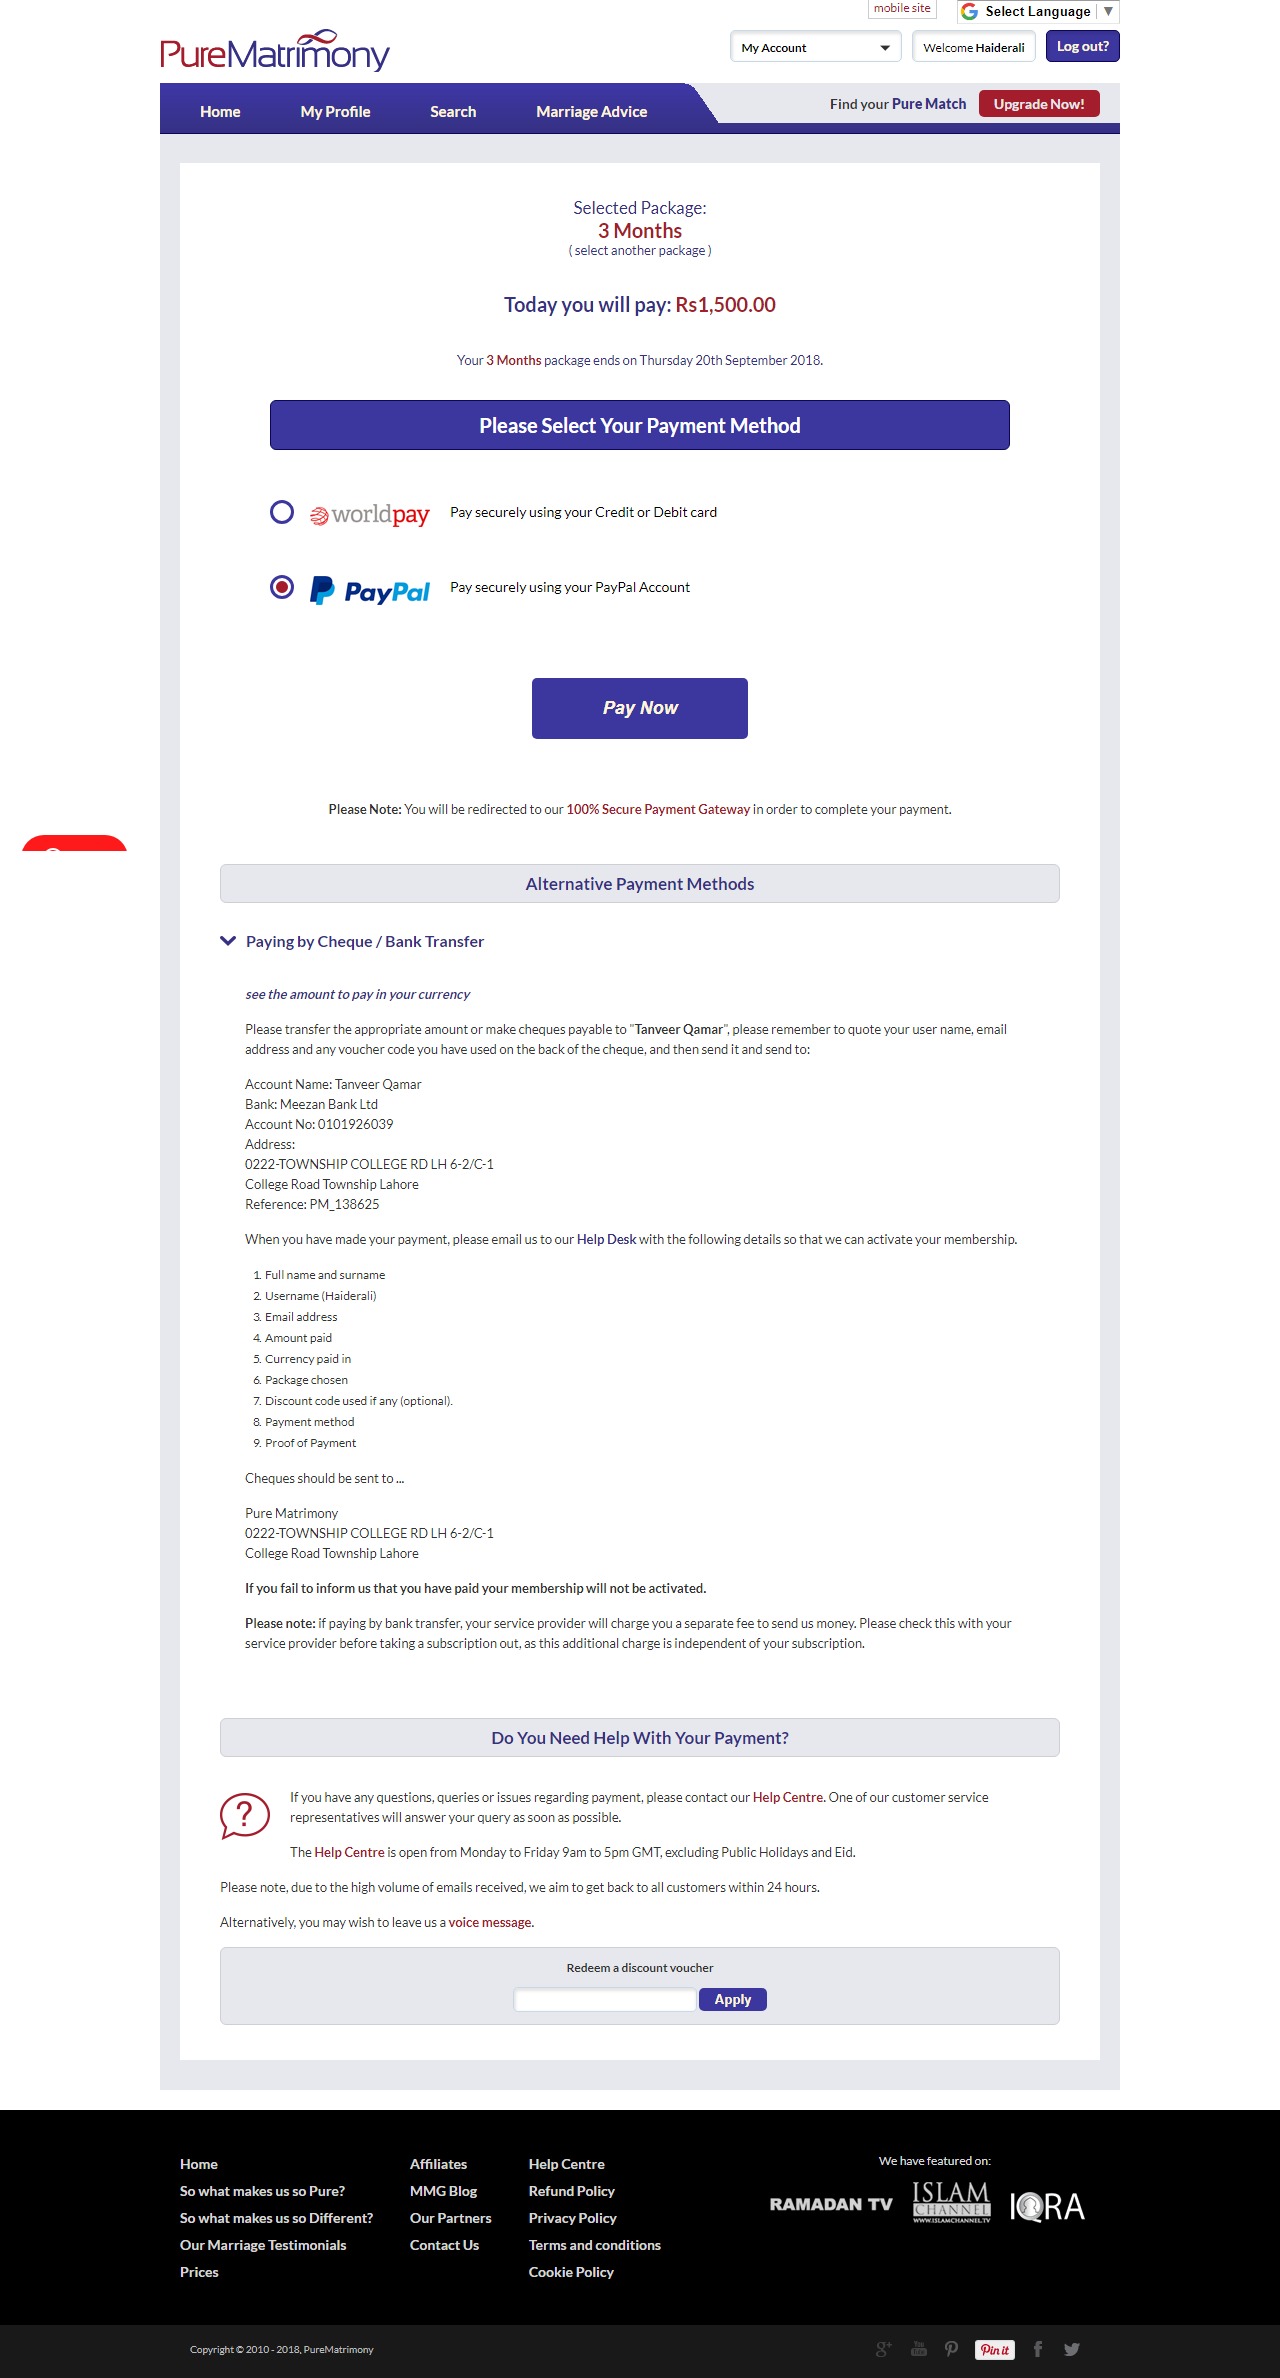 mobile site
Select Language ▼
PureMatrimony
My Account
Welcome Haiderali
Log out?
Home
My Profile
Search
Marriage Advice
Find your Pure Match
Upgrade Now!
Selected Package:
3 Months
( select another package )
Today you will pay: Rs1,500.00
Your 3 Months package ends on Thursday 20th September 2018.
Please Select Your Payment Method
worldpay
Pay securely using your Credit or Debit card
PayPal
Pay securely using your PayPal Account
Pay Now
Please Note: You will be redirected to our 100% Secure Payment Gateway in order to complete your payment.
Alternative Payment Methods
Paying by Cheque / Bank Transfer
see the amount to pay in your currency
Please transfer the appropriate amount or make cheques payable to "Tanveer Qamar", please remember to quote your user name, email
address and any voucher code you have used on the back of the cheque, and then send it and send to:
Account Name: Tanveer Qamar
Bank: Meezan Bank Ltd
Account No: 0101926039
Address:
0222-TOWNSHIP COLLEGE RD LH 6-2/C-1
College Road Township Lahore
Reference: PM_138625
When you have made your payment, please email us to our Help Desk with the following details so that we can activate your membership.
1. Full name and surname
2. Username (Haiderali)
3. Email address
4. Amount paid
5. Currency paid in
6. Package chosen
7. Discount code used if any (optional).
8. Payment method
9. Proof of Payment
Cheques should be sent to ...
Pure Matrimony
0222-TOWNSHIP COLLEGE RD LH 6-2/C-1
College Road Township Lahore
If you fail to inform us that you have paid your membership will not be activated.
Please note: if paying by bank transfer, your service provider will charge you a separate fee to send us money. Please check this with your
service provider before taking a subscription out, as this additional charge is independent of your subscription.
Do You Need Help With Your Payment?
?
If you have any questions, queries or issues regarding payment, please contact our Help Centre. One of our customer service
representatives will answer your query as soon as possible.
The Help Centre is open from Monday to Friday 9am to 5pm GMT, excluding Public Holidays and Eid.
Please note, due to the high volume of emails received, we aim to get back to all customers within 24 hours.
Alternatively, you may wish to leave us a voice message.
Redeem a discount voucher
Apply
Home
So what makes us so Pure?
So what makes us so Different?
Our Marriage Testimonials
Prices
Affiliates
MMG Blog
Our Partners
Contact Us
Help Centre
Refund Policy
Privacy Policy
Terms and conditions
Cookie Policy
We have featured on:
RAMADAN TV
ISLAM
CHANNEL
WWW.ISLAMCHANNEL.TV
IQRA
Copyright © 2010 - 2018, PureMatrimony
g+
You
Tube
Pin it